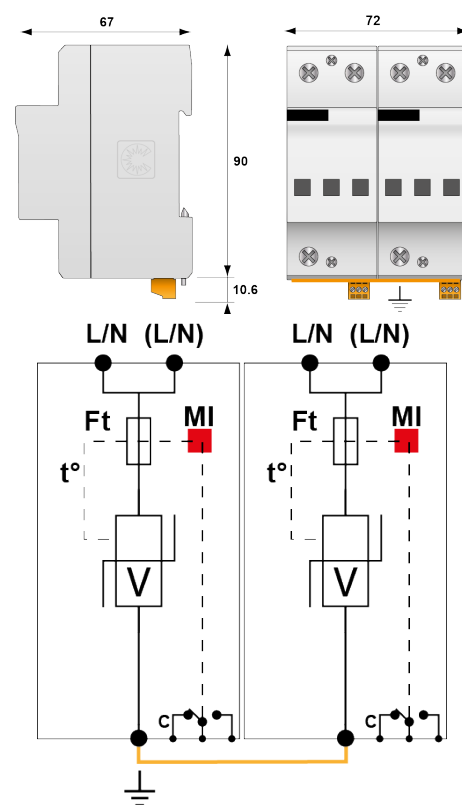 67
72
90
10.6
L/N (L/N)
L/N (L/N)
Ft
MI
Ft
MI
t°
t°
V
V
C
C